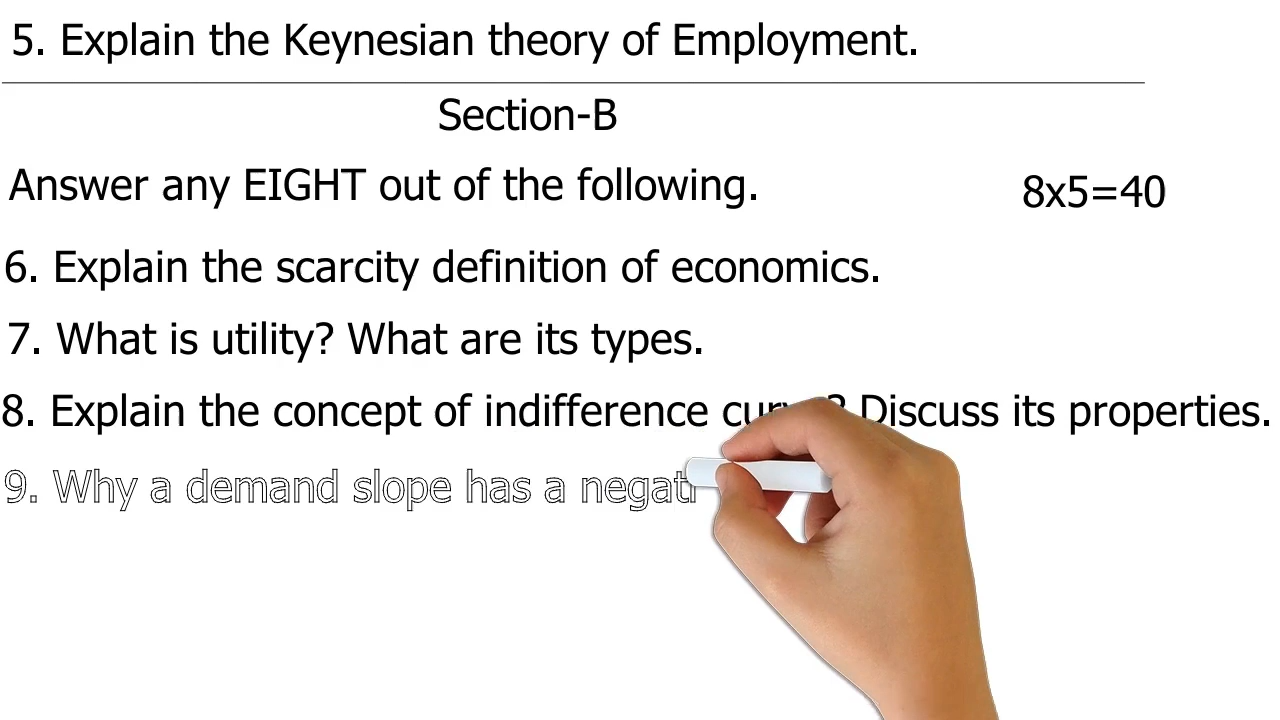 5. Explain the Keynesian theory of Employment.
Section-B
Answer any EIGHT out of the following.
8x5=40
6. Explain the scarcity definition of economics.
7. What is utility? What are its types.
8. Explain the concept of indifference curve? Discuss its properties.
9. Why a demand slope has a negati